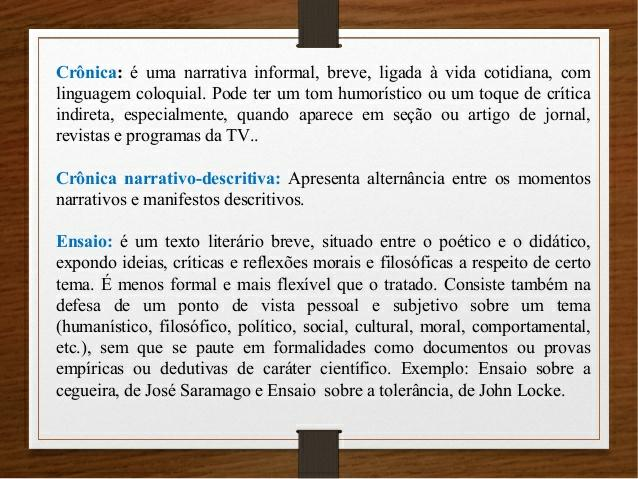 Crônica: é uma narrativa informal, breve, ligada à vida cotidiana, com
linguagem coloquial. Pode ter um tom humorístico ou um toque de crítica
indireta, especialmente, quando aparece em seção ou artigo de jornal,
revistas e programas da TV..
Crônica narrativo-descritiva: Apresenta alternância entre os momentos
narrativos e manifestos descritivos.
Ensaio: é um texto literário breve, situado entre o poético e o didático,
expondo ideias, críticas e reflexões morais e filosóficas a respeito de certo
tema. É menos formal e mais flexível que o tratado. Consiste também na
defesa de um ponto de vista pessoal e subjetivo sobre um tema
(humanístico, filosófico, político, social, cultural, moral, comportamental,
etc.), sem que se paute em formalidades como documentos ou provas
empíricas ou dedutivas de caráter científico. Exemplo: Ensaio sobre a
cegueira, de José Saramago e Ensaio sobre a tolerância, de John Locke.